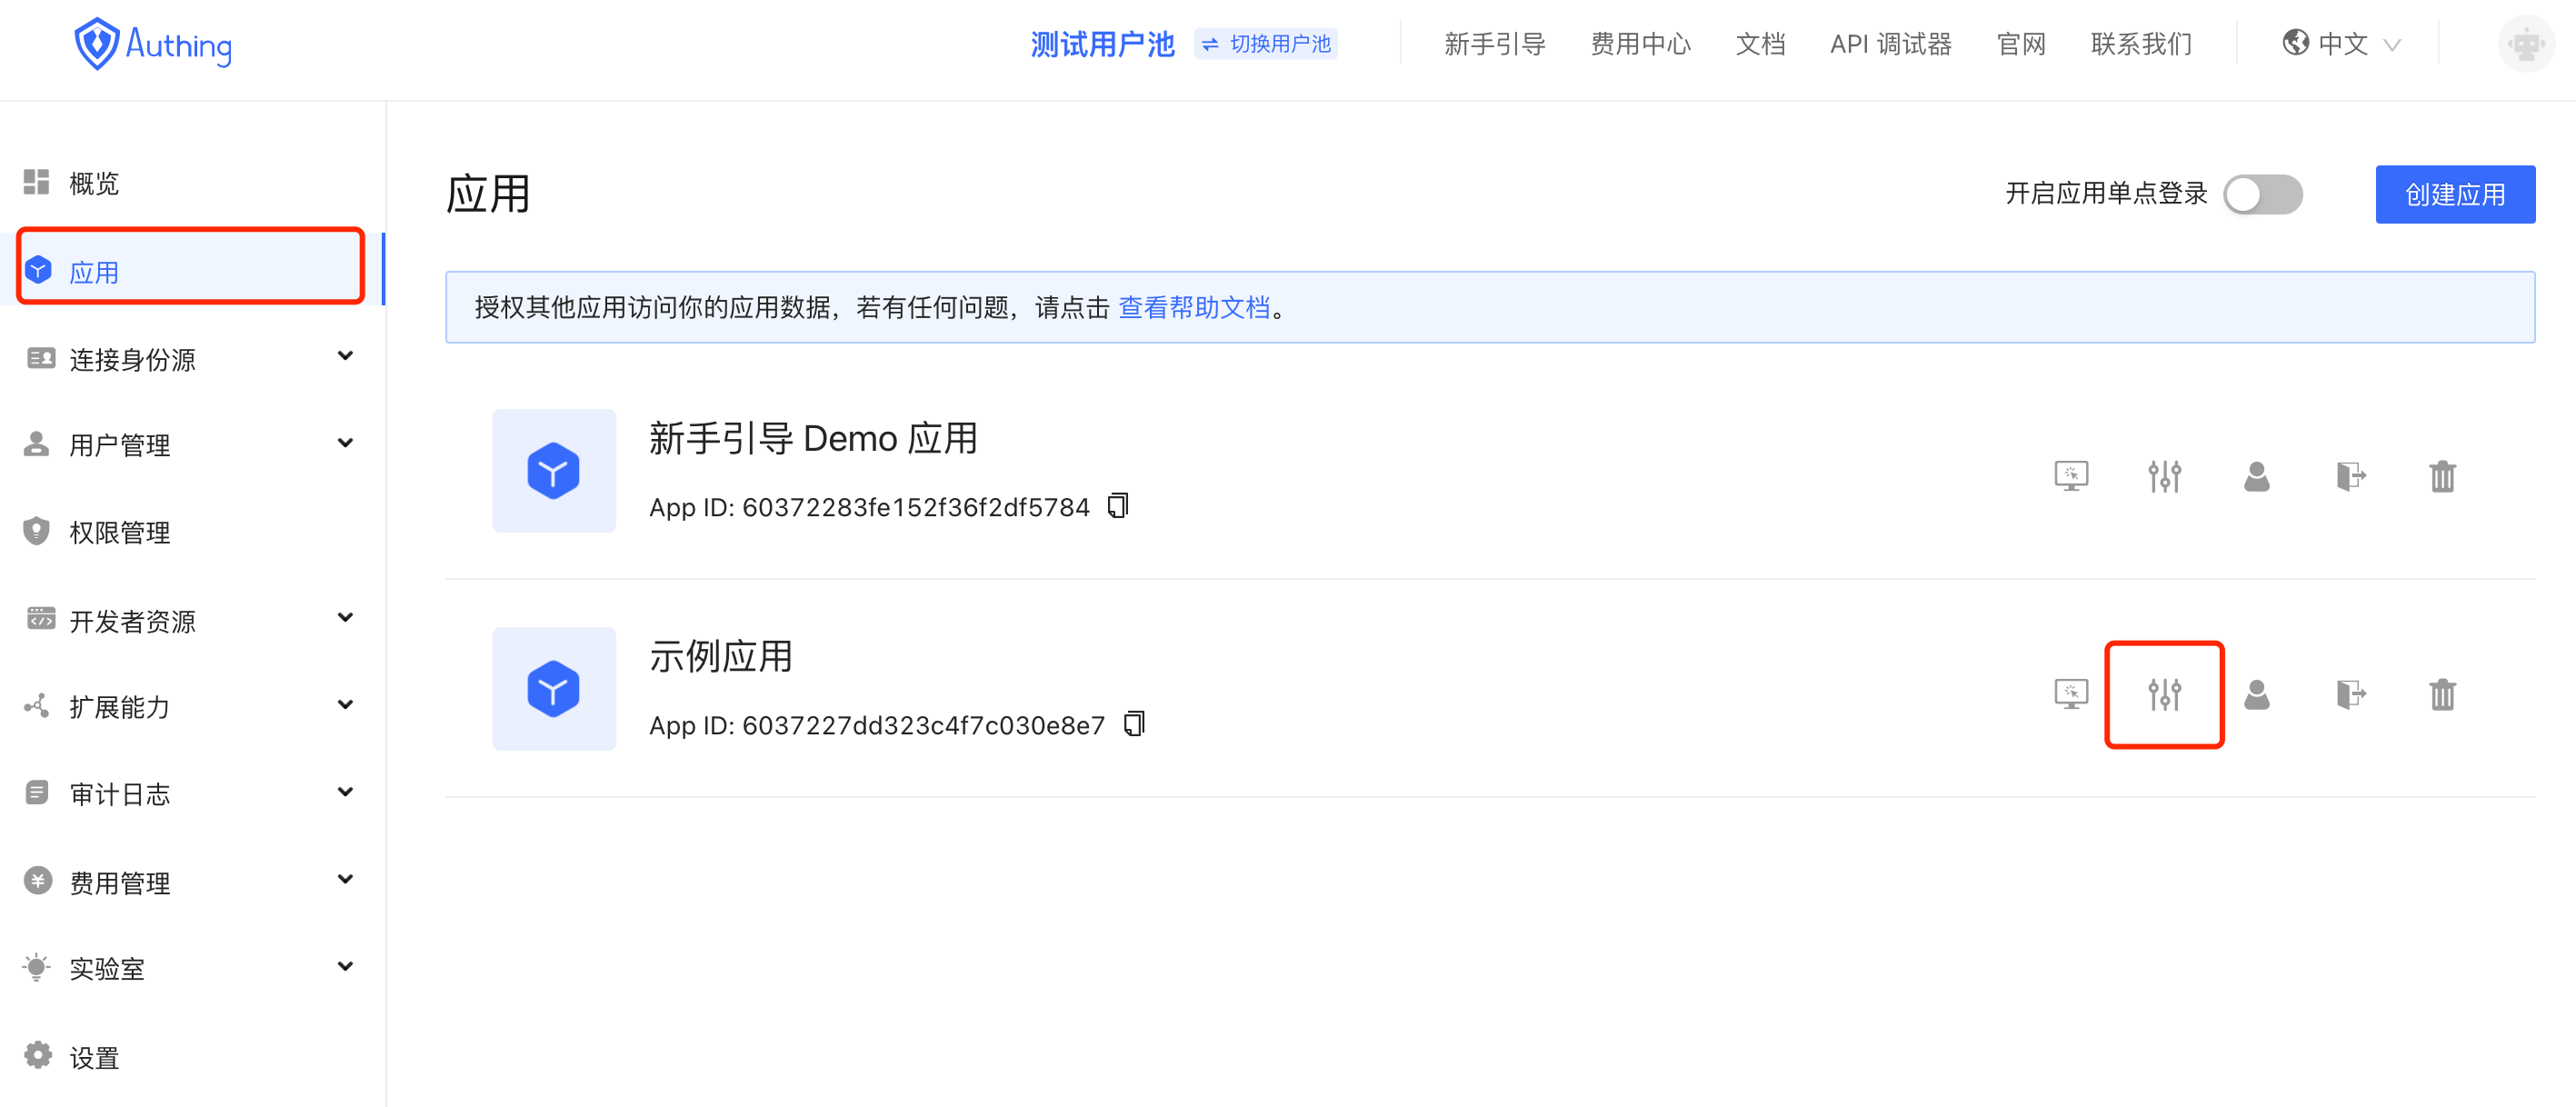 Authing
测试用户池 切换用户池 新手引导 费用中心 文档 API 调试器 官网 联系我们 中文
概览
应用
连接身份源
用户管理
权限管理
开发者资源
扩展能力
审计日志
费用管理
实验室
设置
应用
开启应用单点登录
创建应用
授权其他应用访问你的应用数据，若有任何问题，请点击 查看帮助文档。
新手引导 Demo 应用
App ID: 60372283fe152f36f2df5784
示例应用
App ID: 6037227dd323c4f7c030e8e7